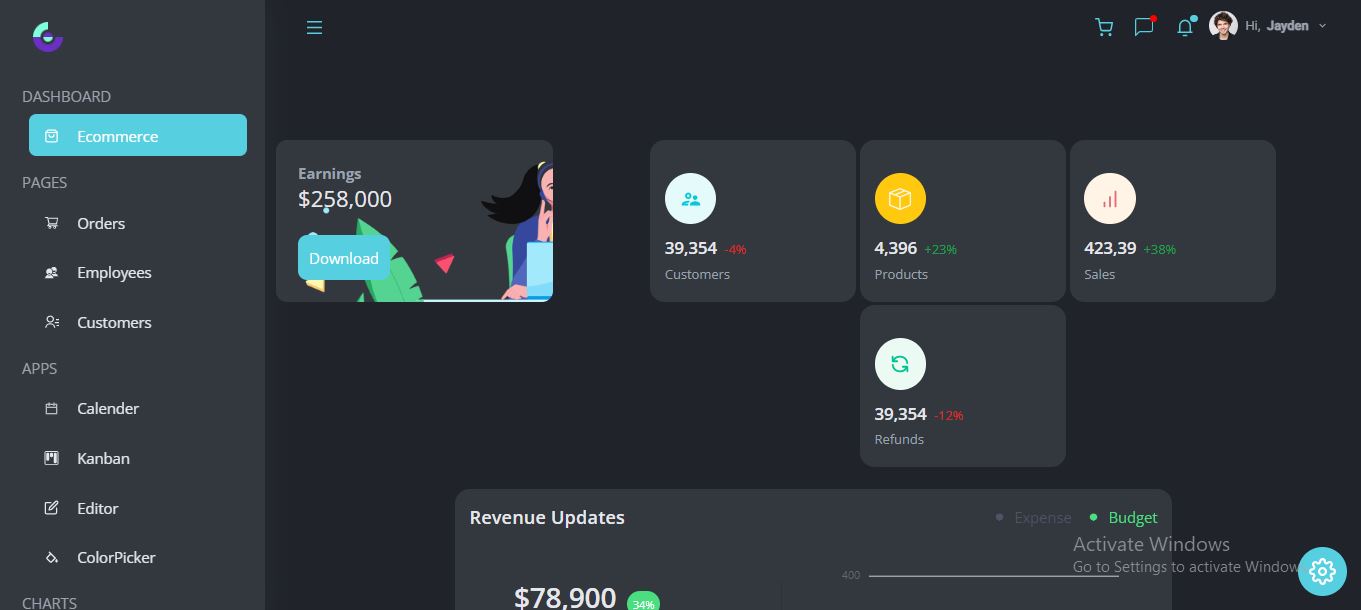 Hi, Jayden
DASHBOARD
Ecommerce
PAGES
Orders
Employees
Customers
APPS
Calender
Kanban
Editor
ColorPicker
CHARTS
Earnings
$258,000
Download
39,354 -4%
Customers
4,396 +23%
Products
423,39 +38%
Sales
39,354 -12%
Refunds
Revenue Updates
Expense
Budget
$78,900 34%
400
Activate Windows
Go to Settings to activate Window